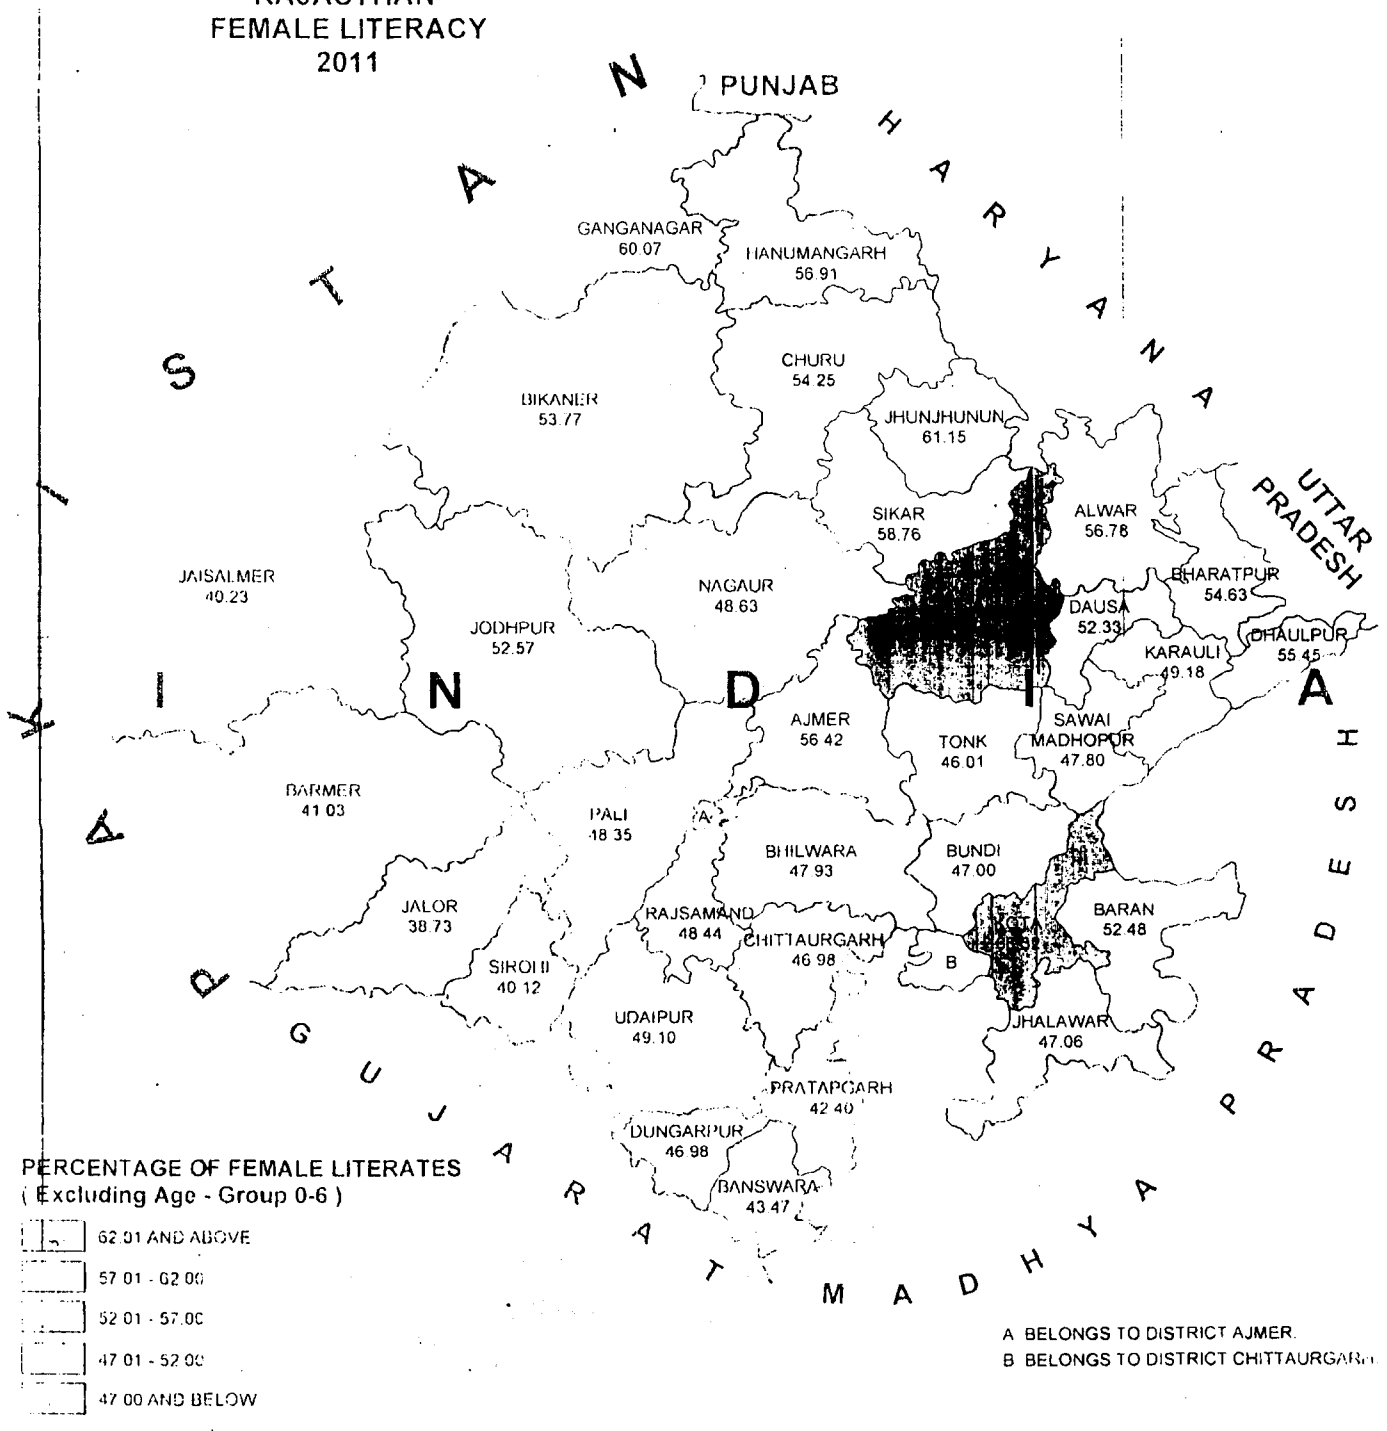 FEMALE LITERACY
2011
N
PUNJAB
A
H A R Y A N A
GANGANAGAR
60.07
HANUMANGARH
56.91
T
S
CHURU
54.25
BIKANER
53.77
JHUNJHUNUN
61.15
SIKAR
58.76
ALWAR
56.78
UTTAR
PRADESH
I
JAISALMER
40.23
NAGAUR
48.63
BHARATPUR
54.63
DAUSA
52.33
JODHPUR
52.57
KARAULI
49.18
DHAULPUR
55.45
I N D I A
K
AJMER
56.42
TONK
46.01
SAWAI
MADHOPUR
47.80
BARMER
41.03
PALI
48.35
A
A
BHILWARA
47.93
BUNDI
47.00
JALOR
38.73
RAJSAMAND
48.44
CHITTAURGARH
46.98
KOTA
BARAN
52.48
B
SIROHI
40.12
P
UDAIPUR
49.10
JHALAWAR
47.06
PRATAPGARH
42.40
DUNGARPUR
46.98
BANSWARA
43.47
G U J A R A T
M A D H Y A P R A D E S H
PERCENTAGE OF FEMALE LITERATES
( Excluding Age - Group 0-6 )
62.01 AND ABOVE
57.01 - 62.00
52.01 - 57.00
47.01 - 52.00
47.00 AND BELOW
A BELONGS TO DISTRICT AJMER.
B BELONGS TO DISTRICT CHITTAURGARH.